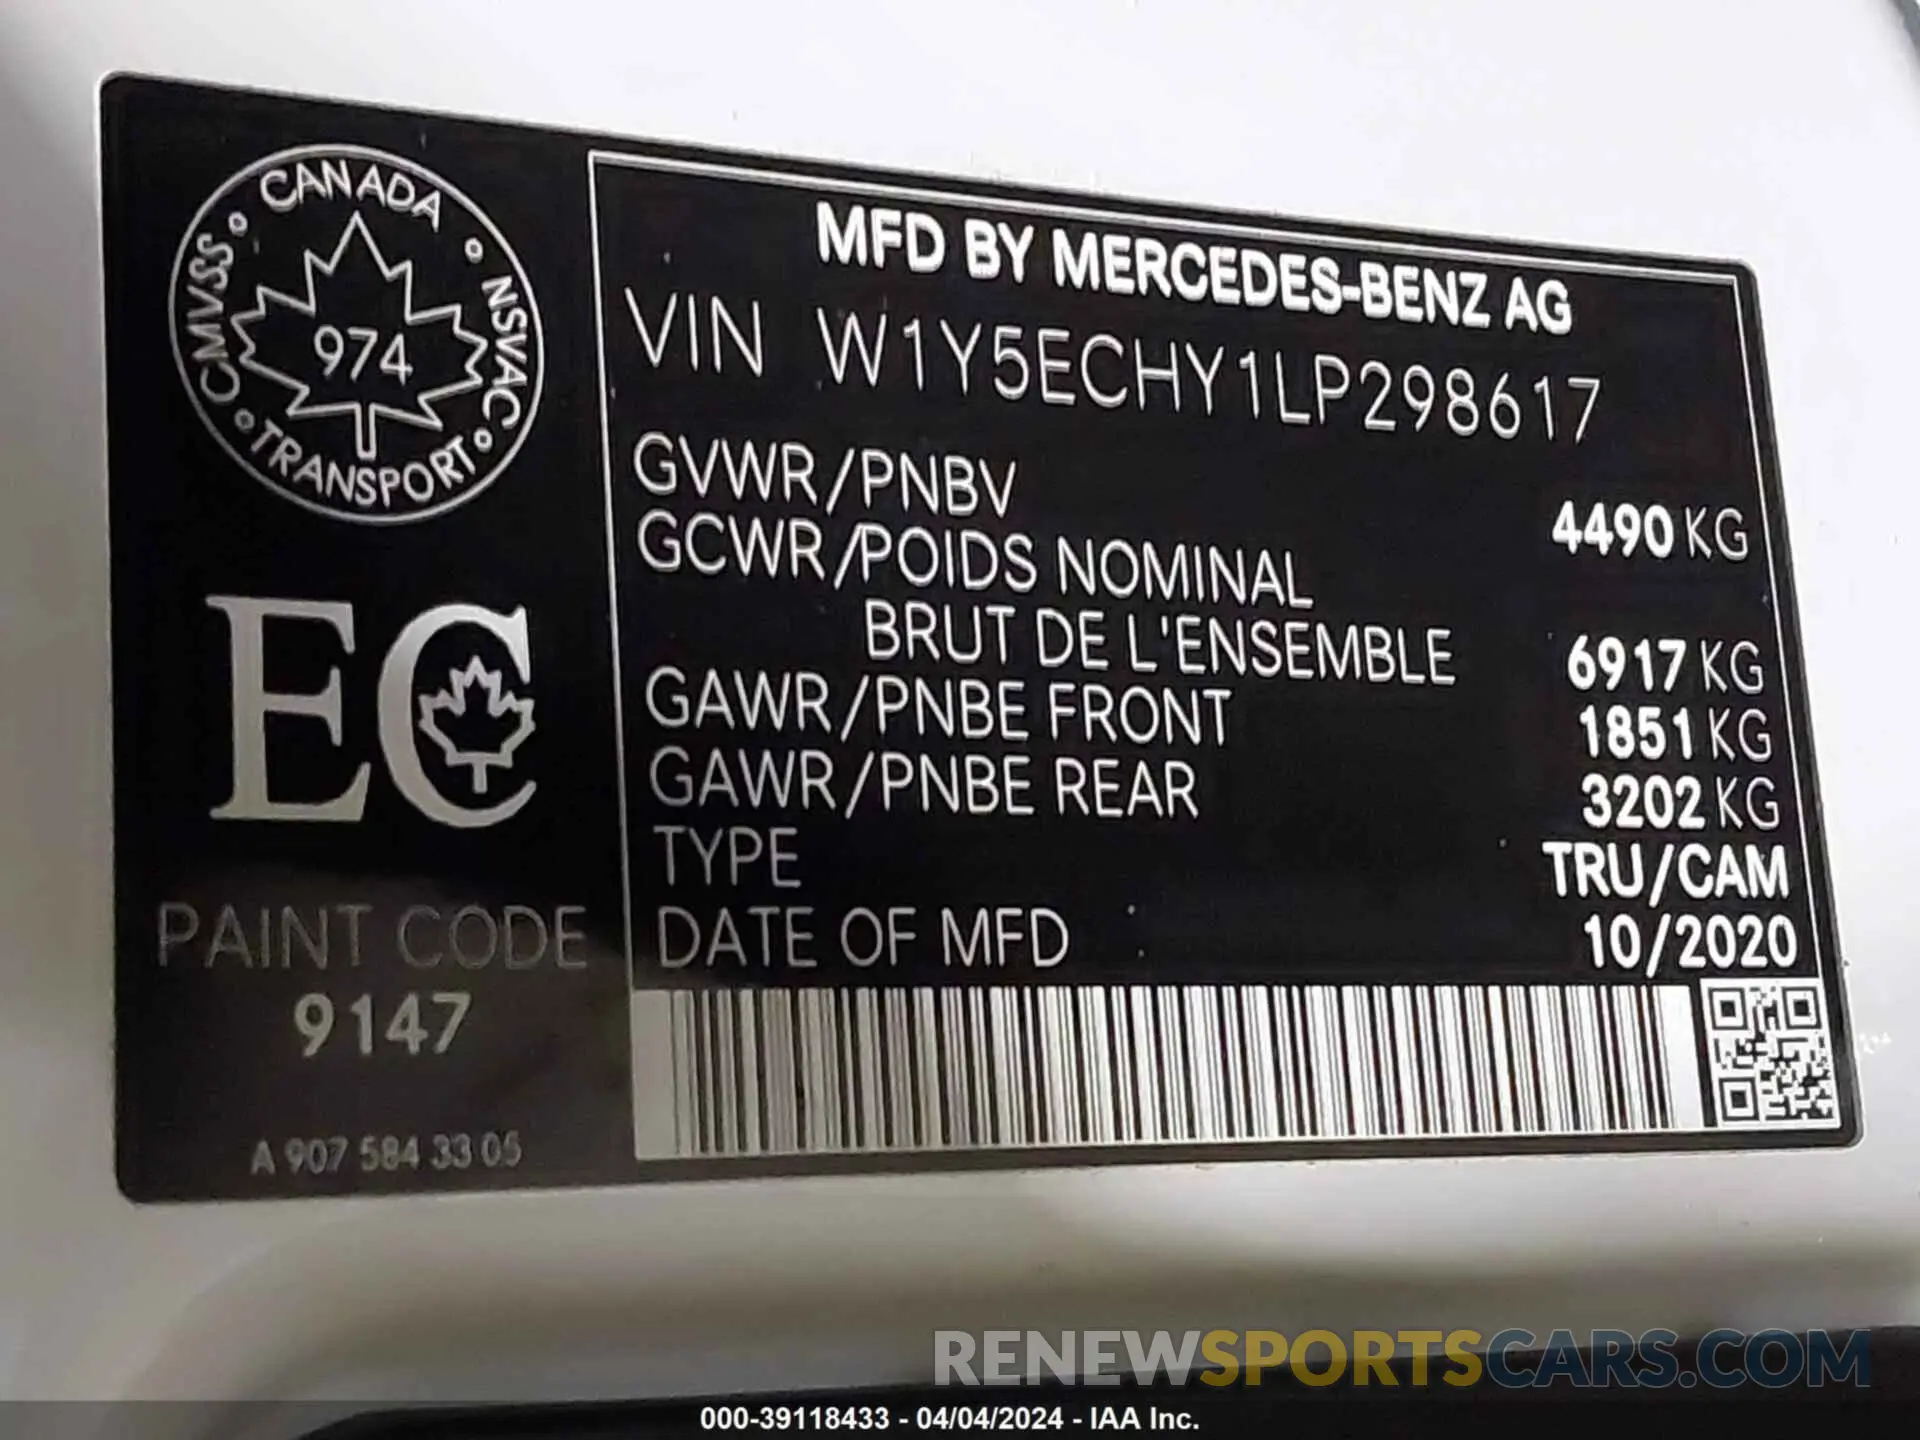 CANADA
CMVSS
NSVAC
974
TRANSPORT
EC
PAINT CODE
9147
A 907 584 33 05
MFD BY MERCEDES-BENZ AG
VIN W1Y5ECHY1LP298617
GVWR/PNBV 4490 KG
GCWR/POIDS NOMINAL
BRUT DE L'ENSEMBLE 6917 KG
GAWR/PNBE FRONT 1851 KG
GAWR/PNBE REAR 3202 KG
TYPE TRU/CAM
DATE OF MFD 10/2020
RENEWSPORTSCARS.COM
000-39118433 - 04/04/2024 - IAA Inc.